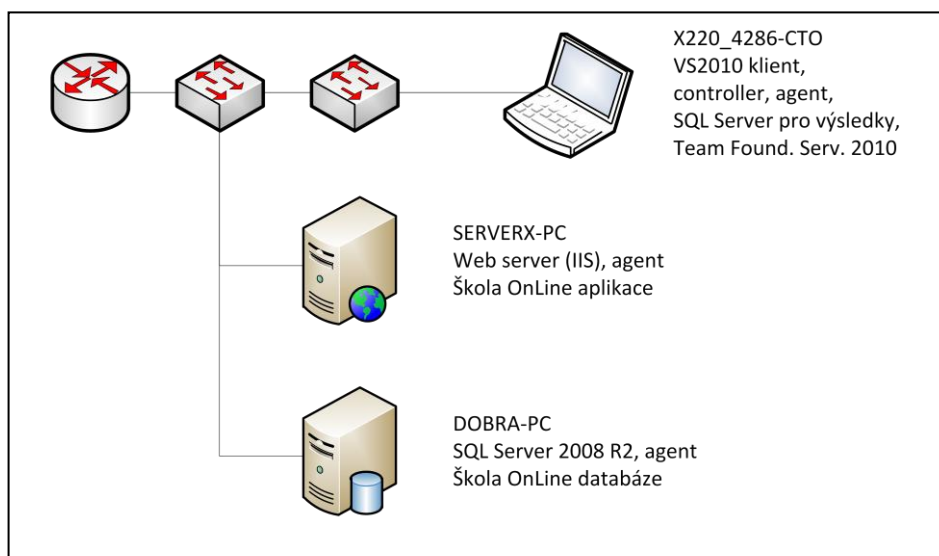 X220_4286-CTO
VS2010 klient,
controller, agent,
SQL Server pro výsledky,
Team Found. Serv. 2010
SERVERX-PC
Web server (IIS), agent
Škola OnLine aplikace
DOBRA-PC
SQL Server 2008 R2, agent
Škola OnLine databáze